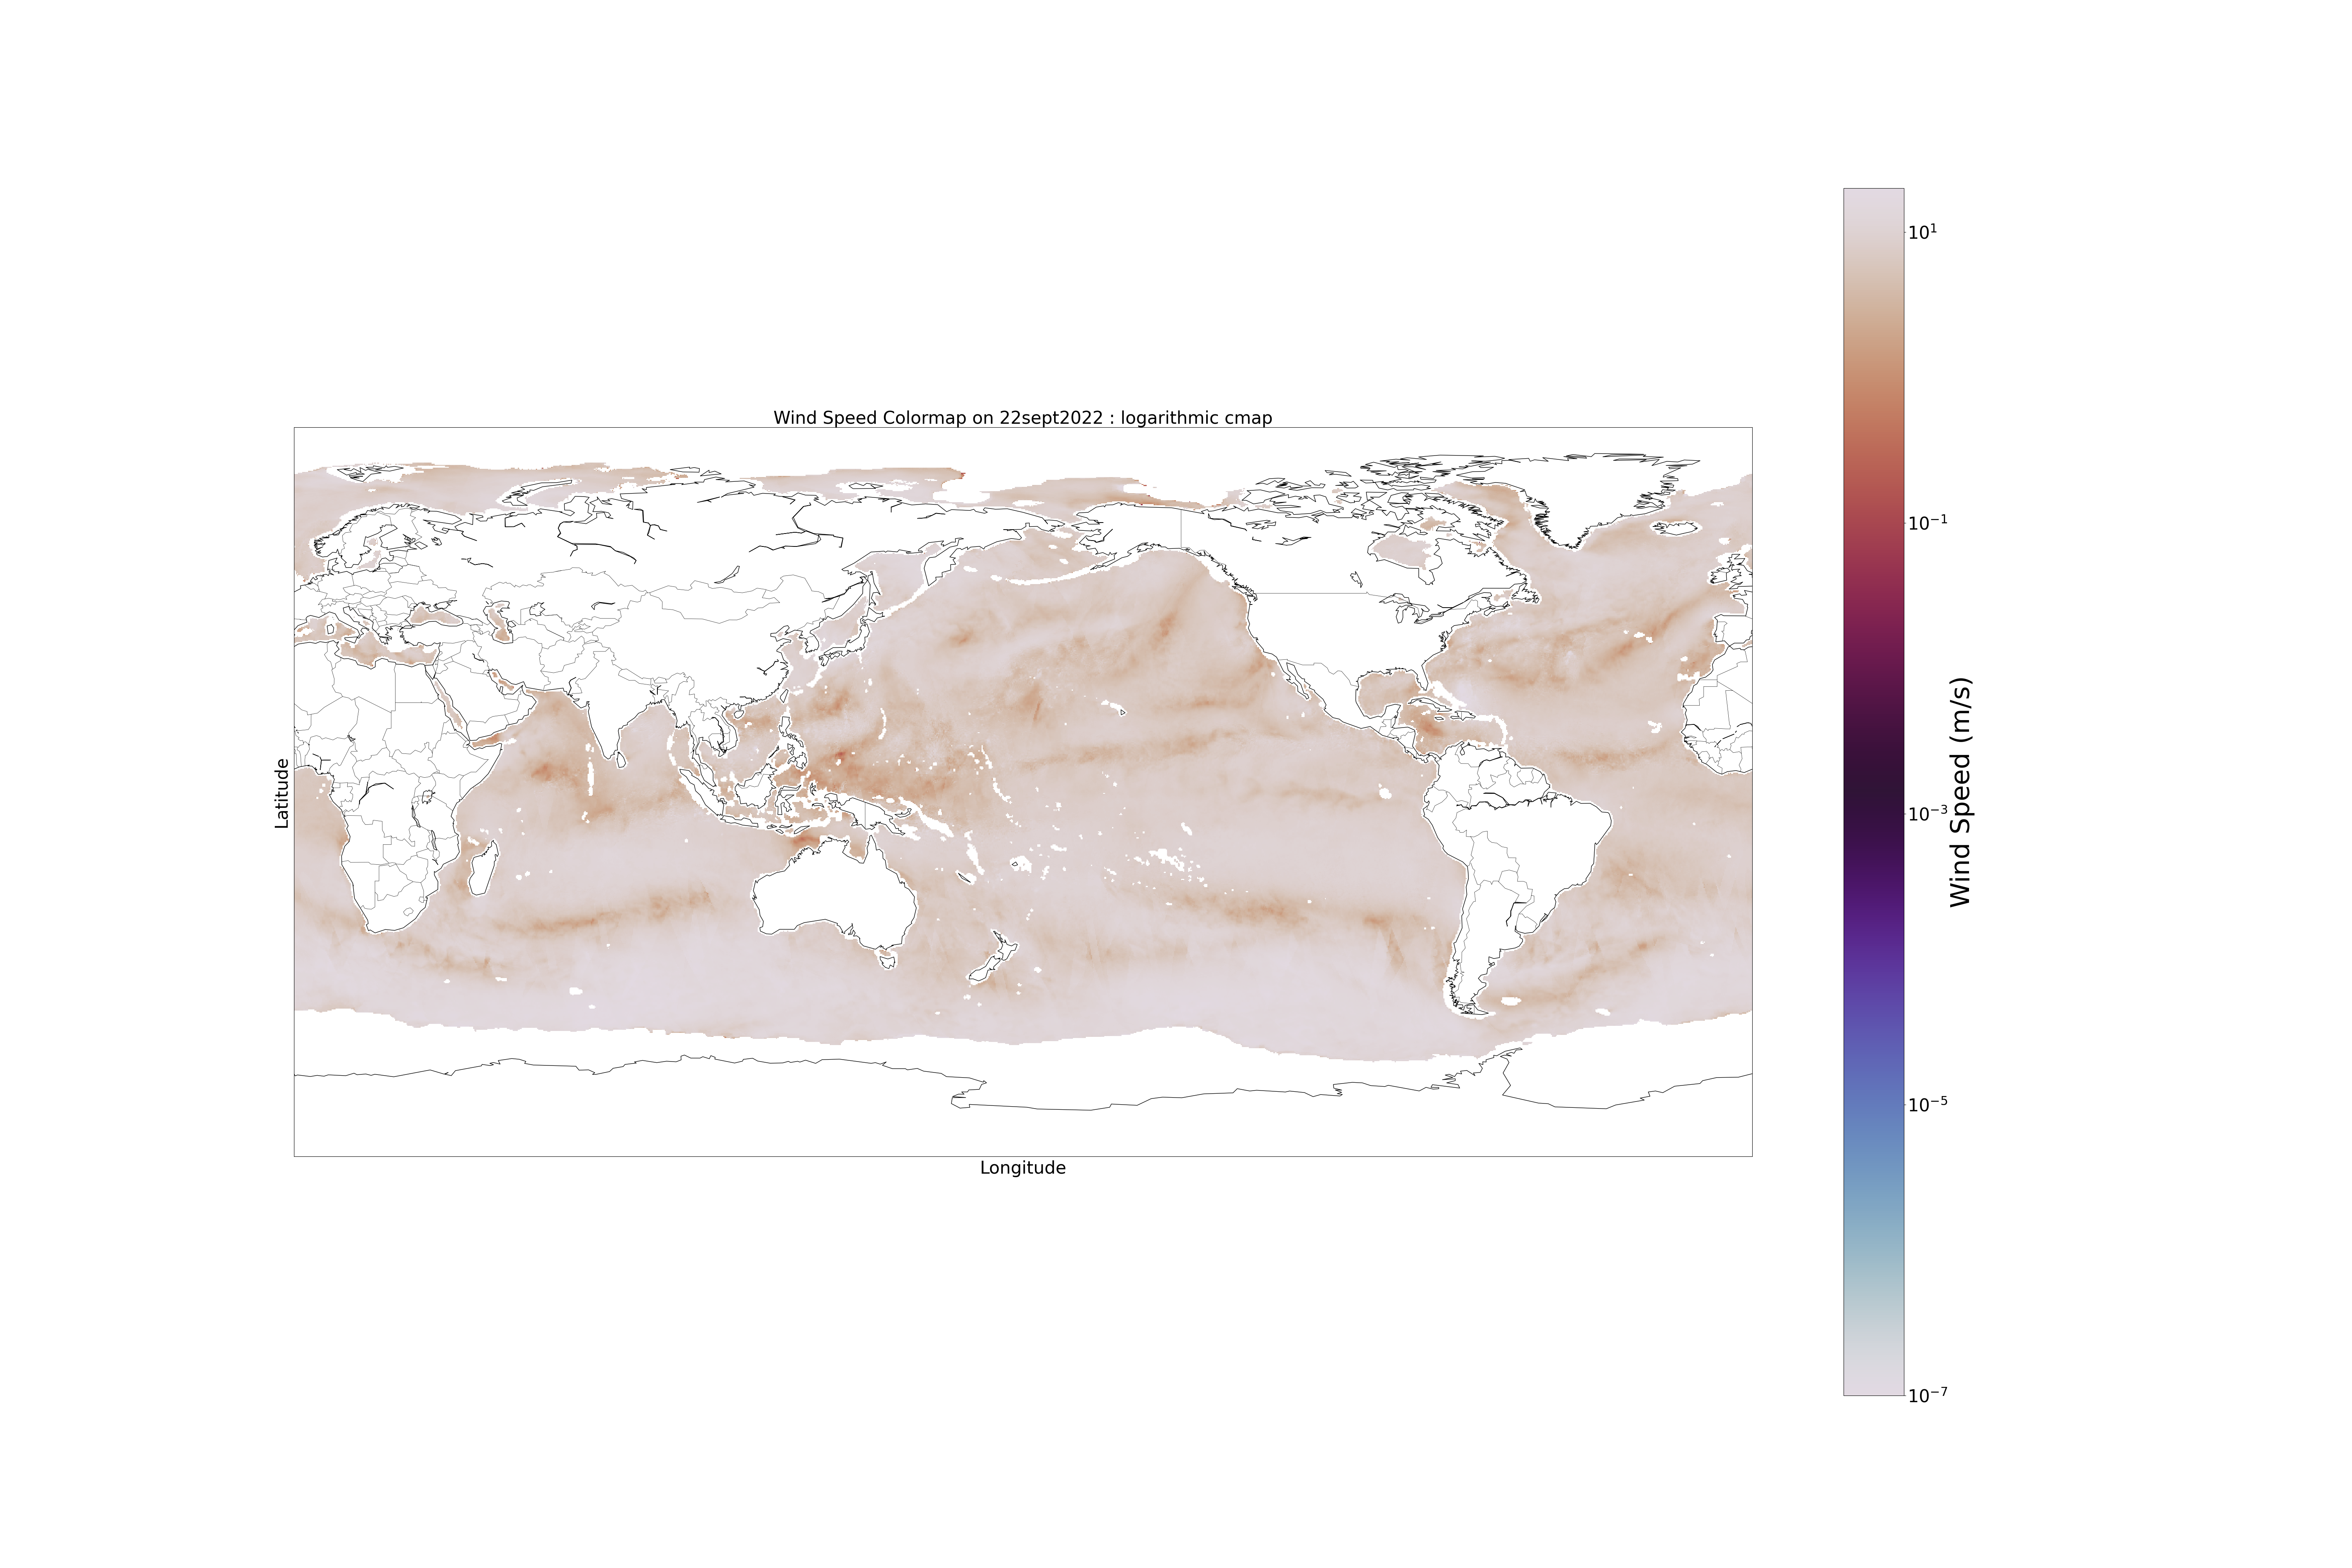 Wind Speed Colormap on 22sept2022 : logarithmic cmap
Latitude
Longitude
10¹
10⁻¹
10⁻³
10⁻⁵
10⁻⁷
Wind Speed (m/s)